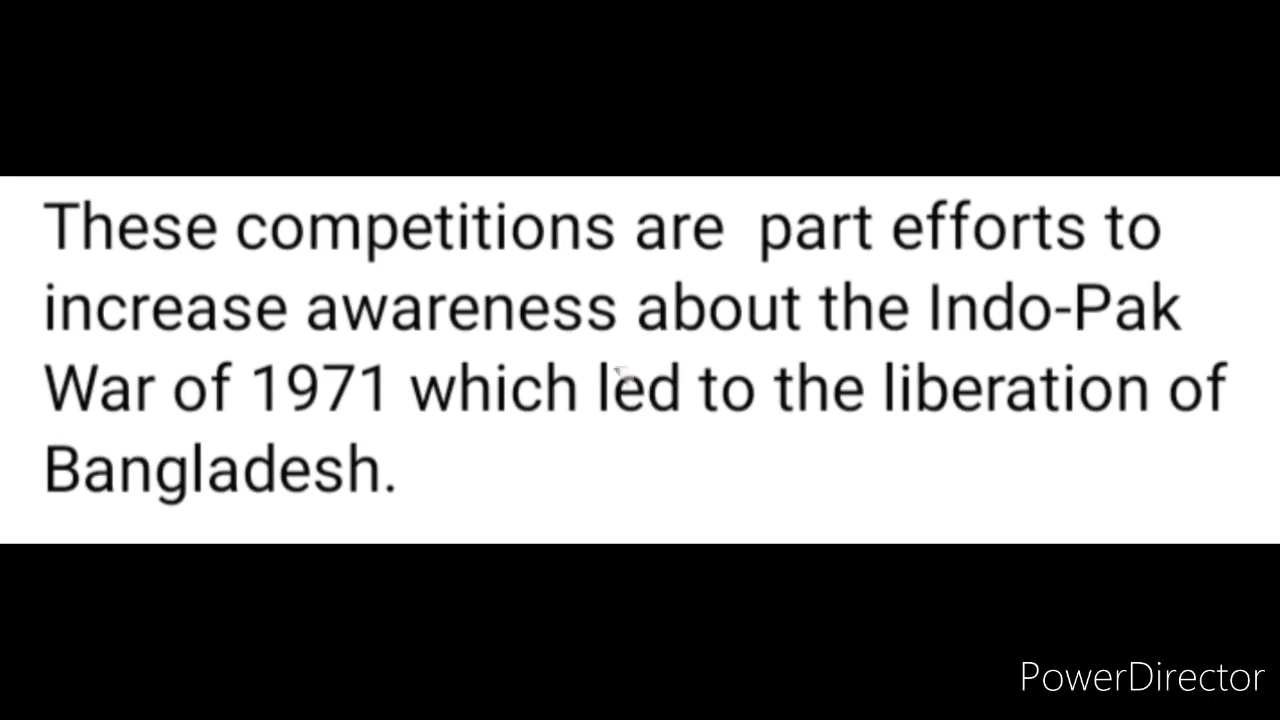 These competitions are  part efforts to
increase awareness about the Indo-Pak
War of 1971 which led to the liberation of
Bangladesh.
PowerDirector